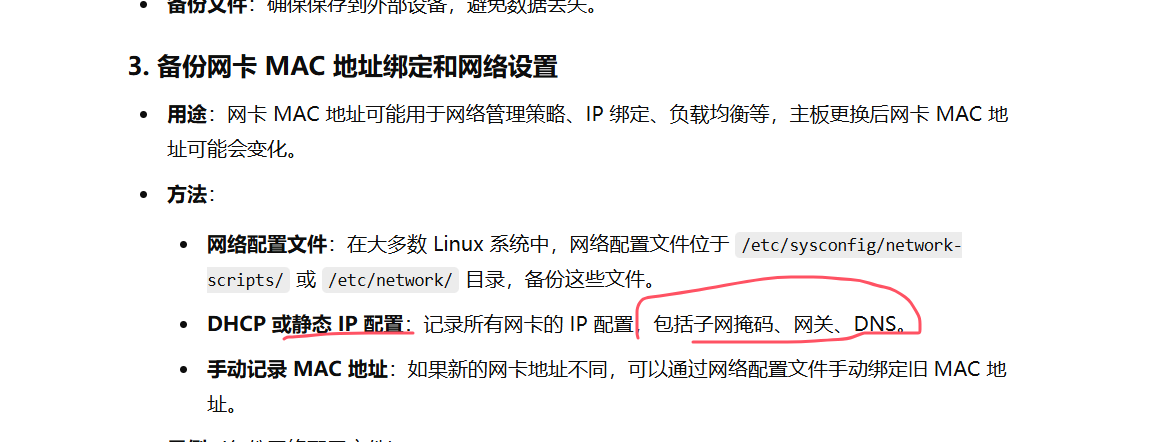 备份文件：确保保存到外部设备，避免数据丢失。
3. 备份网卡 MAC 地址绑定和网络设置
用途：网卡 MAC 地址可能用于网络管理策略、IP 绑定、负载均衡等，主板更换后网卡 MAC 地
址可能会变化。
方法：
网络配置文件：在大多数 Linux 系统中，网络配置文件位于 /etc/sysconfig/network-
scripts/ 或 /etc/network/ 目录，备份这些文件。
DHCP 或静态 IP 配置：记录所有网卡的 IP 配置，包括子网掩码、网关、DNS。
手动记录 MAC 地址：如果新的网卡地址不同，可以通过网络配置文件手动绑定旧 MAC 地
址。